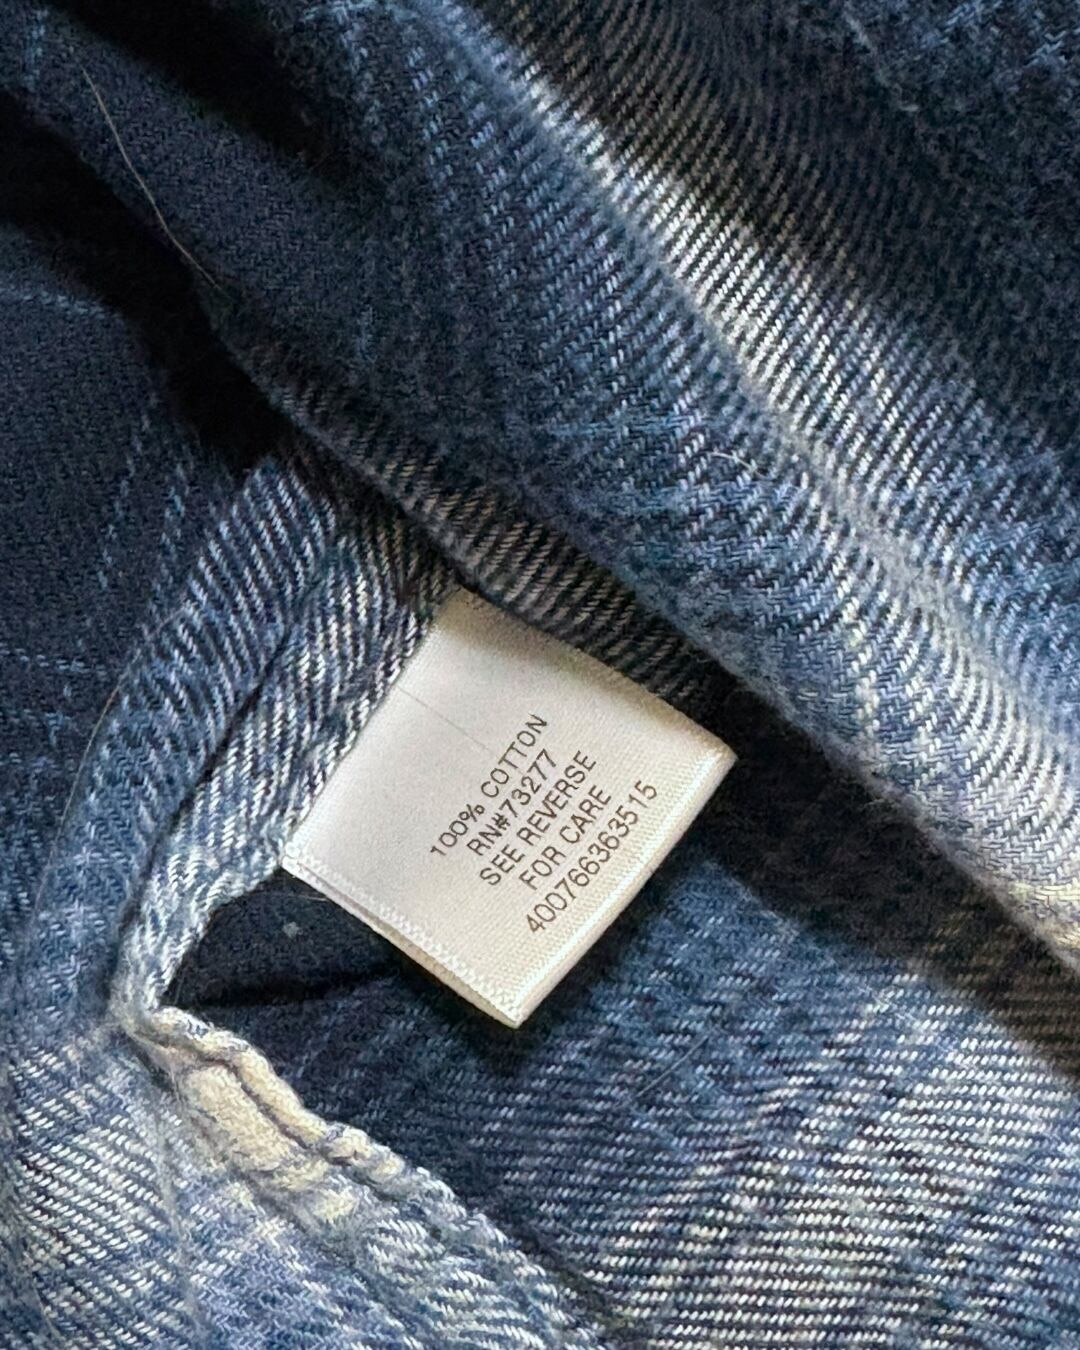 100% COTTON
RN#73277
SEE REVERSE
FOR CARE
400766363515